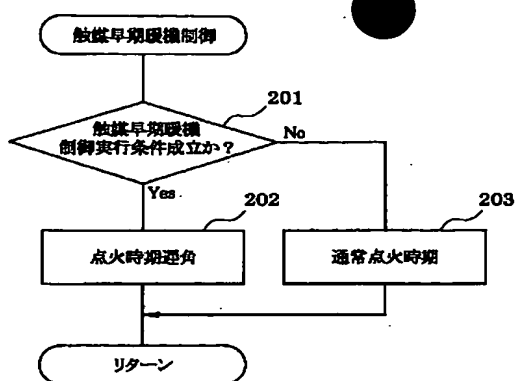 触媒早期暖機制御
201
触媒早期暖機
制御実行条件成立か？
No
Yes
202
203
点火時期遅角
通常点火時期
リターン